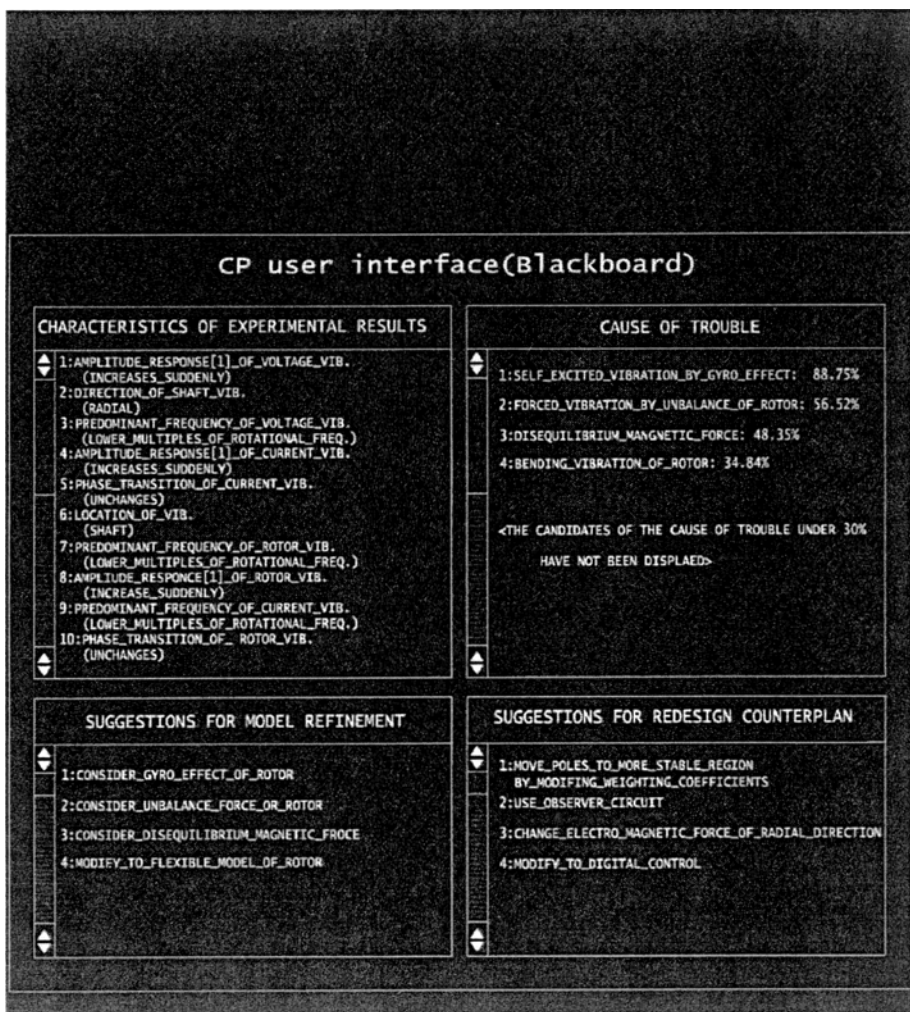 CP user interface(Blackboard)
CHARACTERISTICS OF EXPERIMENTAL RESULTS
1:AMPLITUDE_RESPONSE[1]_OF_VOLTAGE_VIB.
(INCREASES_SUDDENLY)
2:DIRECTION_OF_SHAFT_VIB.
(RADIAL)
3:PREDOMINANT_FREQUENCY_OF_VOLTAGE_VIB.
(LOWER_MULTIPLES_OF_ROTATIONAL_FREQ.)
4:AMPLITUDE_RESPONSE[1]_OF_CURRENT_VIB.
(INCREASES_SUDDENLY)
5:PHASE_TRANSITION_OF_CURRENT_VIB.
(UNCHANGES)
6:LOCATION_OF_VIB.
(SHAFT)
7:PREDOMINANT_FREQUENCY_OF_ROTOR_VIB.
(LOWER_MULTIPLES_OF_ROTATIONAL_FREQ.)
8:AMPLTUDE_RESPONCE[1]_OF_ROTOR_VIB.
(INCREASE_SUDDENLY)
9:PREDOMINANT_FREQUENCY_OF_CURRENT_VIB.
(LOWER_MULTIPLES_OF_ROTATIONAL_FREQ.)
10:PHASE_TRANSITION_OF_ ROTOR_VIB.
(UNCHANGES)
CAUSE OF TROUBLE
1:SELF_EXCITED_VIBRATION_BY_GYRO_EFFECT: 88.75%
2:FORCED_VIBRATION_BY_UNBALANCE_OF_ROTOR: 56.52%
3:DISEQUILIBRIUM_MANGNETIC_FORCE: 48.35%
4:BENDING_VIBRATION_OF_ROTOR: 34.84%
<THE CANDIDATES OF THE CAUSE OF TROUBLE UNDER 30%
HAVE NOT BEEN DISPLAED>
SUGGESTIONS FOR MODEL REFINEMENT
1:CONSIDER_GYRO_EFFECT_OF_ROTOR
2:CONSIDER_UNBALANCE_FORCE_OR_ROTOR
3:CONSIDER_DISEQUILIBRIUM_MAGNETIC_FROCE
4:MODIEY_TO_FLEXIBLE_MODEL_OF_ROTOR
SUGGESTIONS FOR REDESIGN COUNTERPLAN
1:MOVE_POLES_TO_MORE_STABLE_REGION
BY_MODIFING_WEIGHTING_COEFFICIENTS
2:USE_OBSERVER_CIRCUIT
3:CHANGE_ELECTRO_MAGNETIC_FORCE_OF_RADIAL_DIRECTION
4:MODIFY_TO_DIGITAL_CONTROL